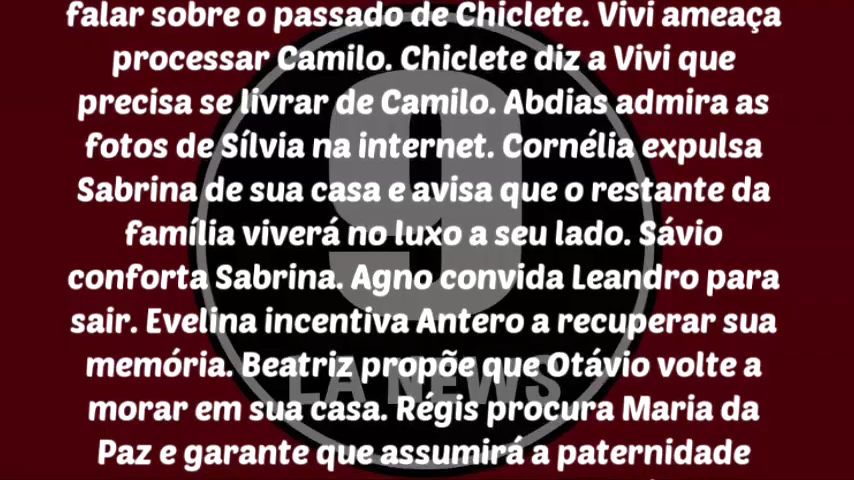 falar sobre o passado de Chiclete. Vivi ameaça
processar Camilo. Chiclete diz a Vivi que
precisa se livrar de Camilo. Abdias admira as
fotos de Sílvia na internet. Cornélia expulsa
Sabrina de sua casa e avisa que o restante da
família viverá no luxo a seu lado. Sávio
conforta Sabrina. Agno convida Leandro para
sair. Evelina incentiva Antero a recuperar sua
memória. Beatriz propõe que Otávio volte a
morar em sua casa. Régis procura Maria da
Paz e garante que assumirá a paternidade
9
LA NEWS